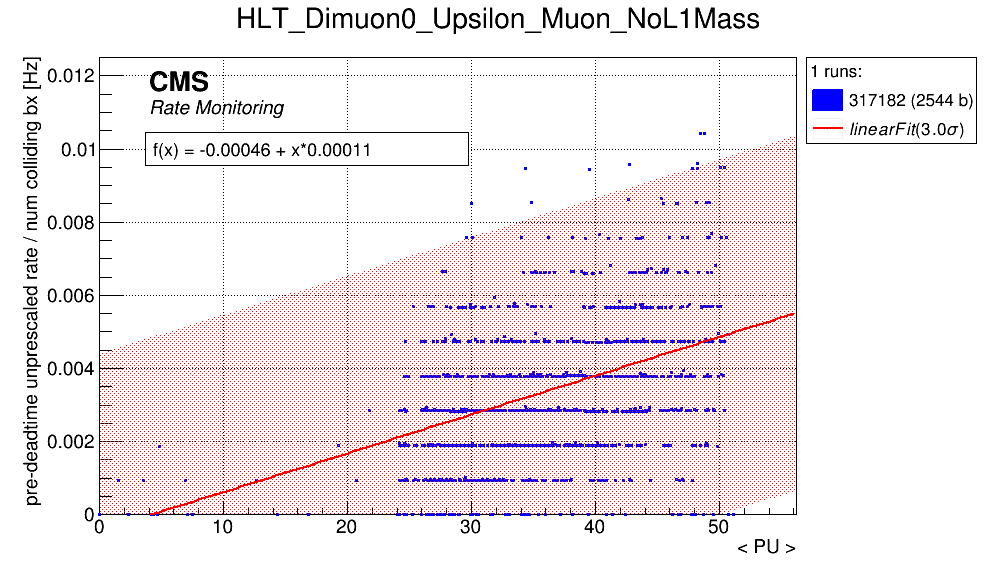 HLT_Dimuon0_Upsilon_Muon_NoL1Mass
pre-deadtime unprescaled rate / num colliding bx [Hz]
0.012
0.01
0.008
0.006
0.004
0.002
0
CMS
Rate Monitoring
f(x) = -0.00046 + x*0.00011
1 runs:
317182 (2544 b)
linearFit(3.0σ)
0 10 20 30 40 50
< PU >